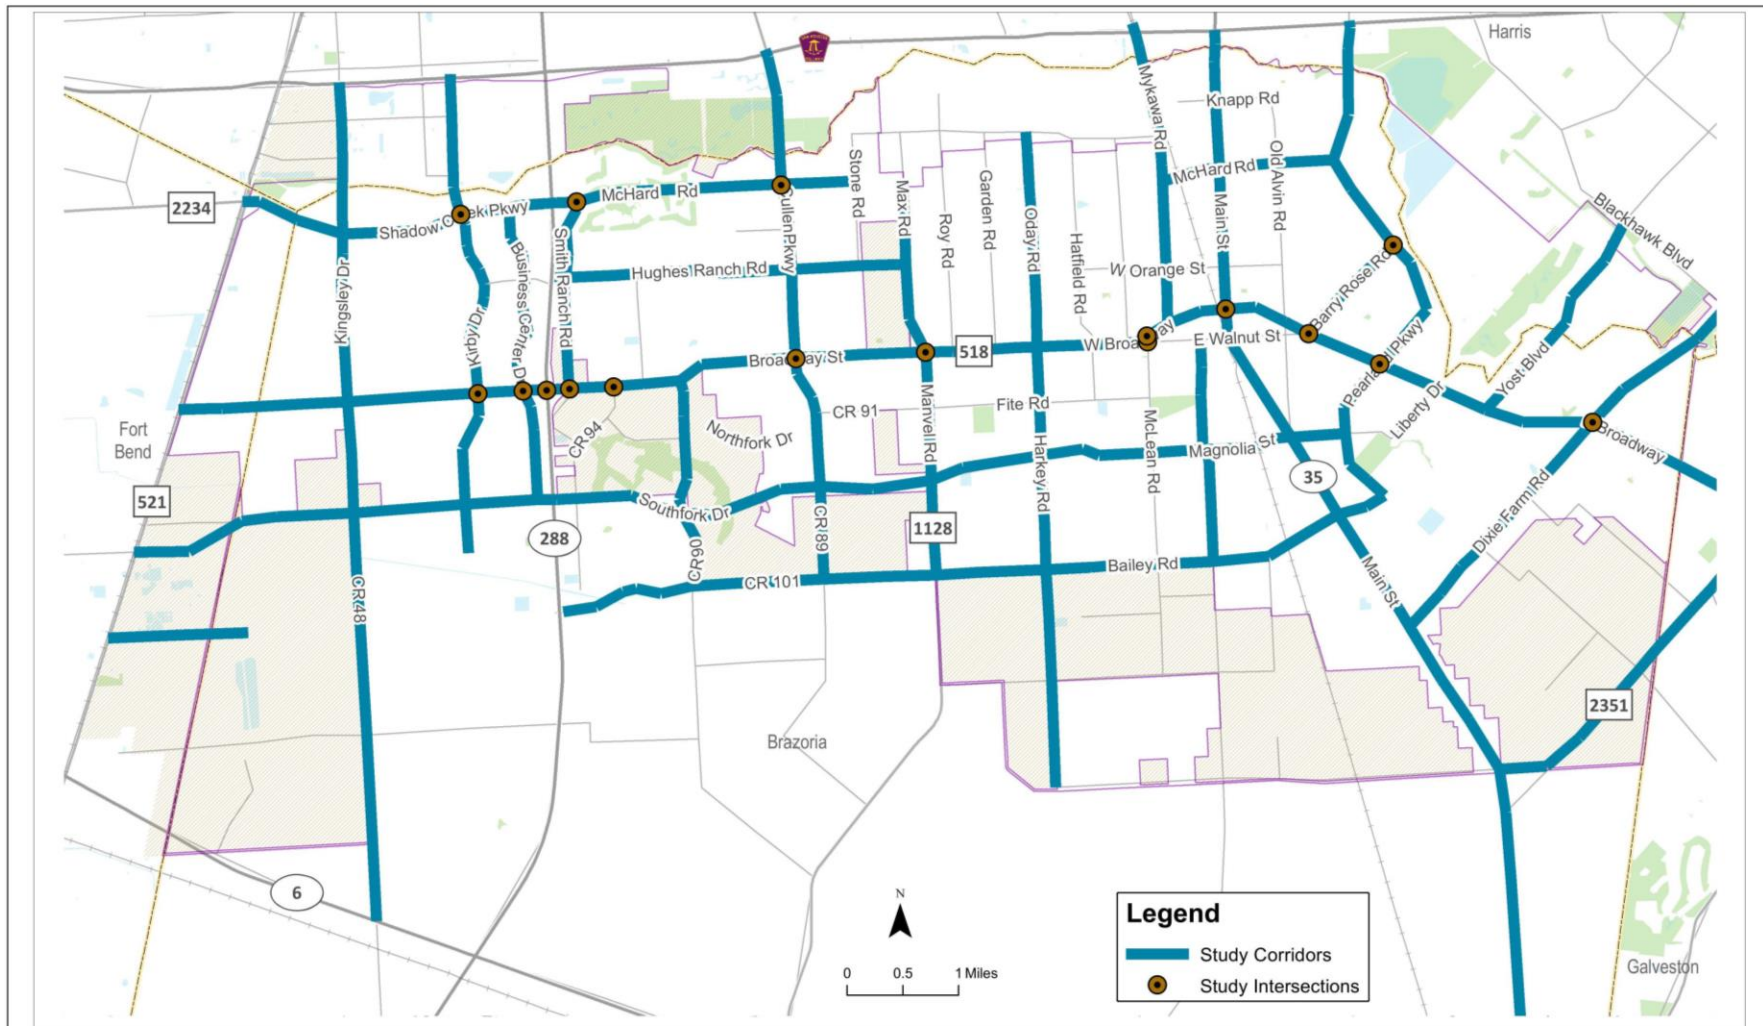 Harris
Mykawa Rd
Knapp Rd
2234
McHard Rd
Stone Rd
McHard Rd
Old Alvin Rd
Shadow Creek Pkwy
Cullen Pkwy
Max Rd
Garden Rd
Roy Rd
Oday Rd
Hatfield Rd
Main St
Blackhawk Blvd
Business Center Dr
Smith Ranch Rd
Kingsley Dr
Kirby Dr
Hughes Ranch Rd
W Orange St
Barry Rose Rd
Broadway St
518
W Broadway
E Walnut St
Pearland Pkwy
Yost Blvd
Liberty Dr
Fort
Bend
CR 94
Northfork Dr
CR 91
Manvel Rd
Fite Rd
Harkey Rd
McLean Rd
Magnolia St
Broadway
35
521
Southfork Dr
288
CR 90
CR 89
1128
Dixie Farm Rd
CR 48
CR 101
Bailey Rd
Main St
2351
Brazoria
6
N
0 0.5 1 Miles
Legend
Study Corridors
Study Intersections
Galveston